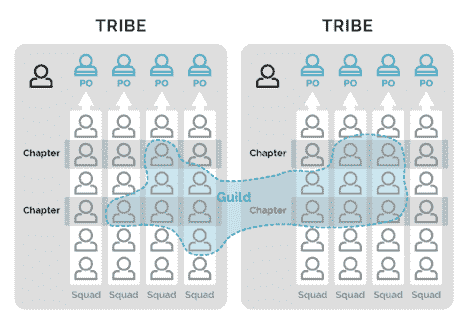 TRIBE TRIBE
PO PO PO PO PO PO PO PO
Chapter Chapter
Guild
Chapter Chapter
Squad Squad Squad Squad Squad Squad Squad Squad